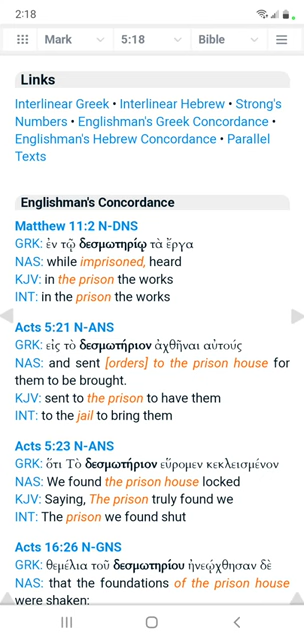 2:18
Mark 5:18 Bible
Links
Interlinear Greek • Interlinear Hebrew • Strong's
Numbers • Englishman's Greek Concordance •
Englishman's Hebrew Concordance • Parallel
Texts
Englishman's Concordance
Matthew 11:2 N-DNS
GRK: ἐν τῷ δεσμωτηρίῳ τὰ ἔργα
NAS: while imprisoned, heard
KJV: in the prison the works
INT: in the prison the works
Acts 5:21 N-ANS
GRK: εἰς τὸ δεσμωτήριον ἀχθῆναι αὐτούς
NAS: and sent [orders] to the prison house for
them to be brought.
KJV: sent to the prison to have them
INT: to the jail to bring them
Acts 5:23 N-ANS
GRK: ὅτι Τὸ δεσμωτήριον εὕρομεν κεκλεισμένον
NAS: We found the prison house locked
KJV: Saying, The prison truly found we
INT: The prison we found shut
Acts 16:26 N-GNS
GRK: θεμέλια τοῦ δεσμωτηρίου ἠνεῴχθησαν δὲ
NAS: that the foundations of the prison house
were shaken: